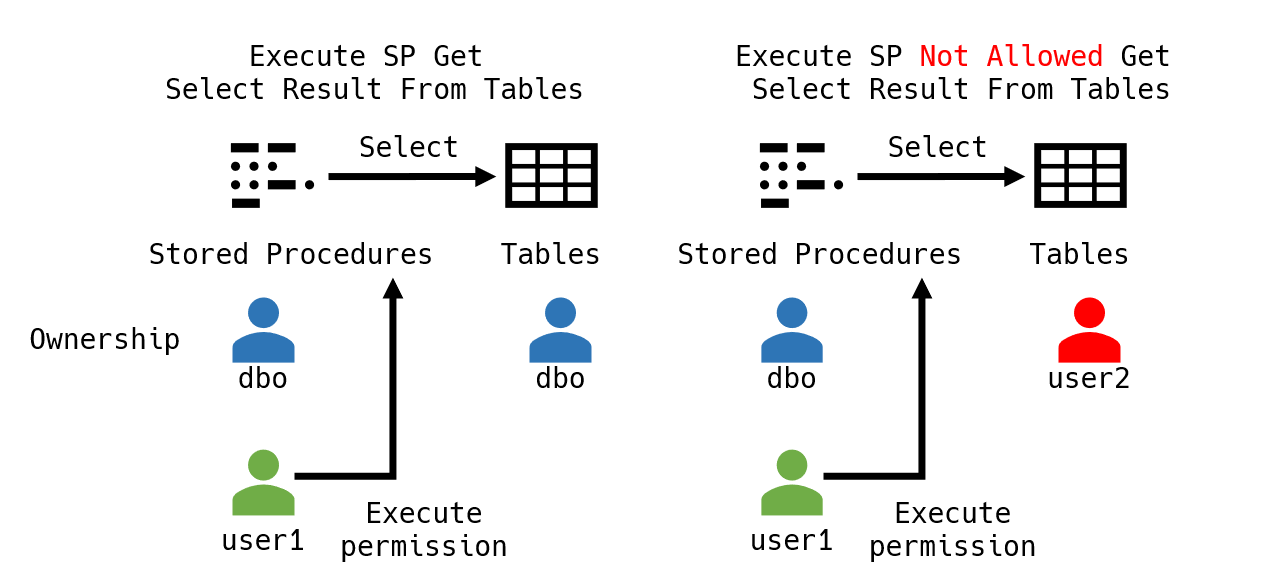 Execute SP Get
Select Result From Tables
Select
Stored Procedures
Tables
Ownership
dbo
dbo
user1
Execute
permission
Execute SP Not Allowed Get
Select Result From Tables
Select
Stored Procedures
Tables
dbo
user2
user1
Execute
permission